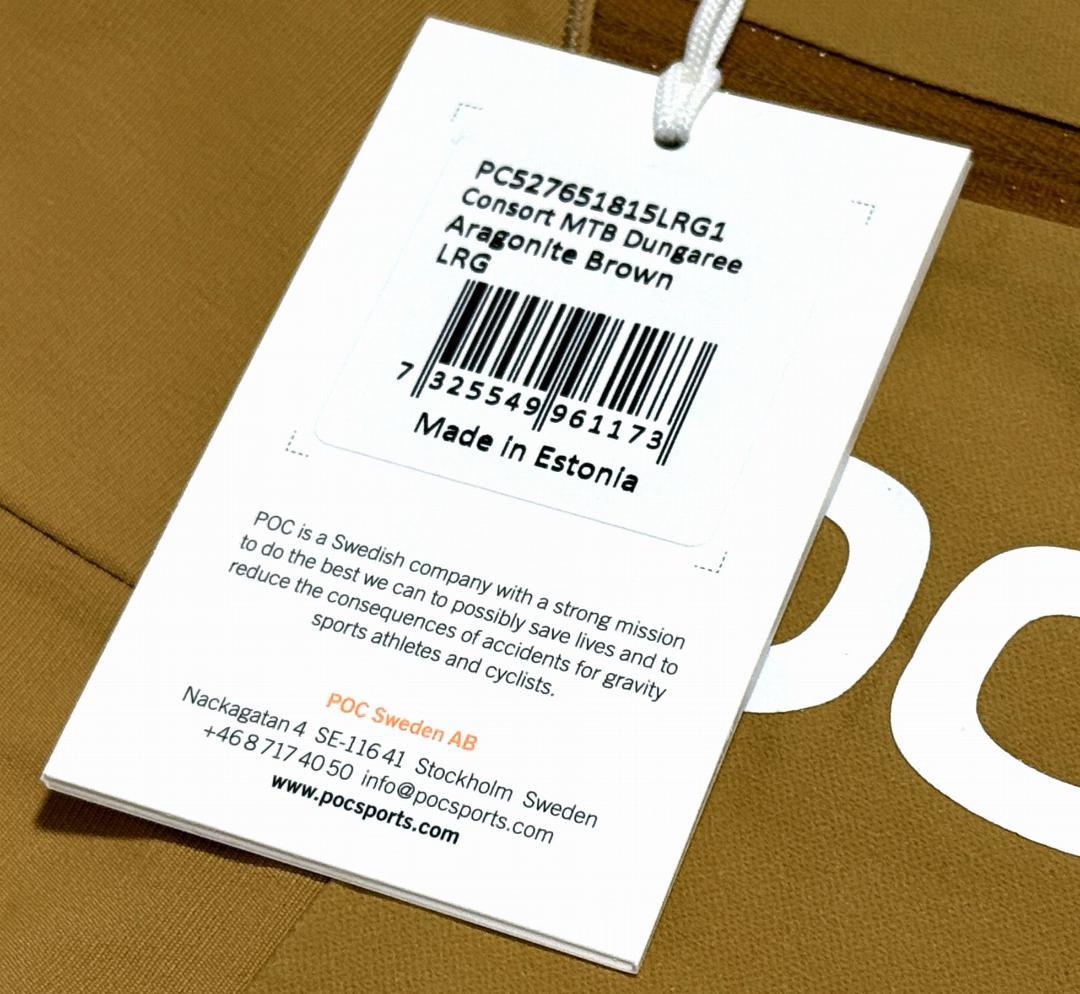 PC527651815LRG1
Consort MTB Dungaree
Aragonite Brown
LRG
7 325549 961173
Made in Estonia
POC is a Swedish company with a strong mission
to do the best we can to possibly save lives and to
reduce the consequences of accidents for gravity
sports athletes and cyclists.
POC Sweden AB
Nackagatan 4 SE-116 41 Stockholm Sweden
+46 8 717 40 50 info@pocsports.com
www.pocsports.com
OC